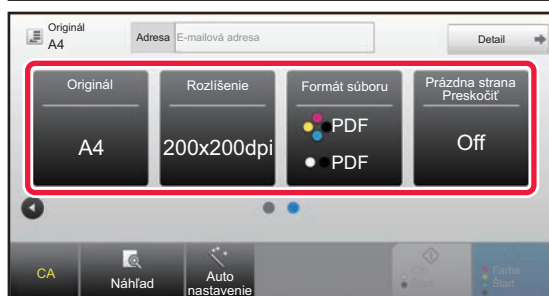 Originál
A4
Adresa E-mailová adresa
Detail
Originál
A4
Rozlíšenie
200x200dpi
Formát súboru
PDF
PDF
Prázdna strana
Preskočiť
Off
CA
Náhľad
Auto
nastavenie
Č/b
Štart
Farba
Štart